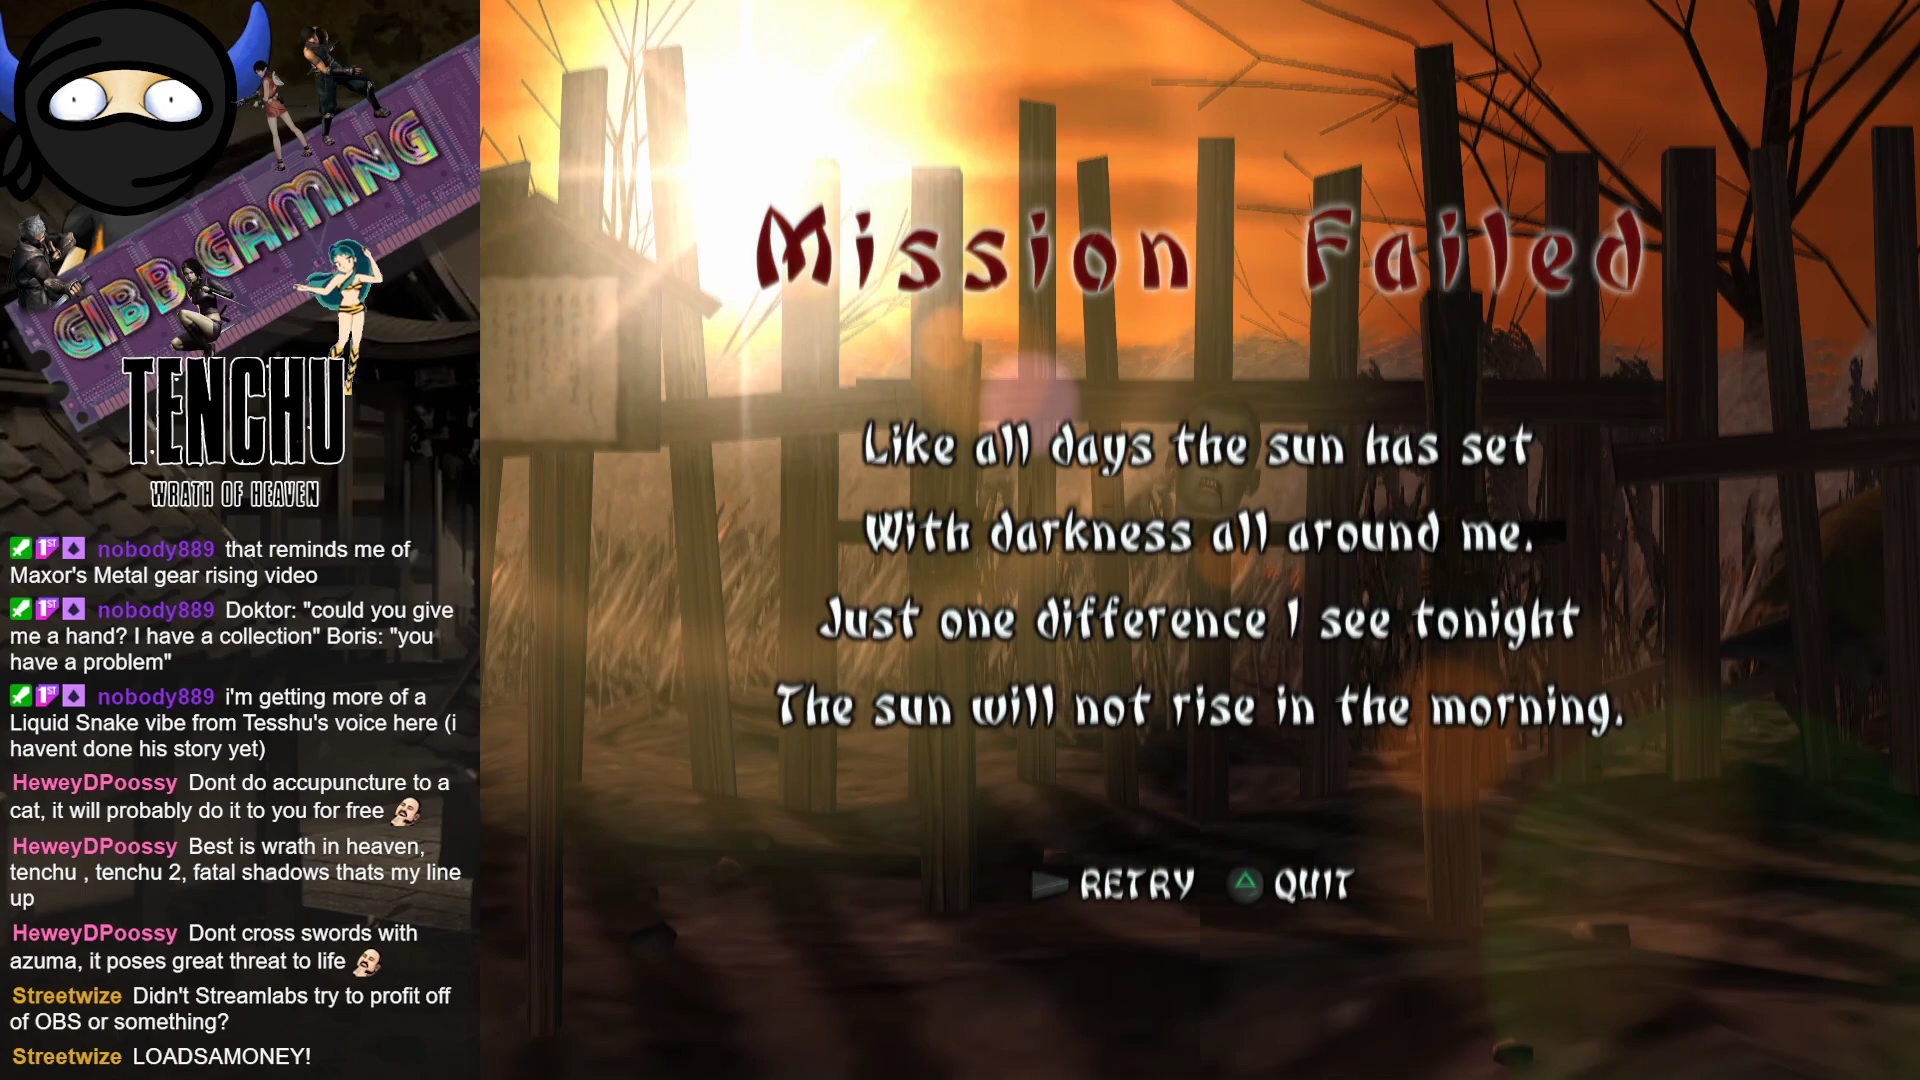 GIBB GAMING
TENCHU
WRATH OF HEAVEN
1ST nobody889 that reminds me of
Maxor's Metal gear rising video
1ST nobody889 Doktor: "could you give
me a hand? I have a collection" Boris: "you
have a problem"
1ST nobody889 i'm getting more of a
Liquid Snake vibe from Tesshu's voice here (i
havent done his story yet)
HeweyDPoossy Dont do accupuncture to a
cat, it will probably do it to you for free
HeweyDPoossy Best is wrath in heaven,
tenchu , tenchu 2, fatal shadows thats my line
up
HeweyDPoossy Dont cross swords with
azuma, it poses great threat to life
Streetwize Didn't Streamlabs try to profit off
of OBS or something?
Streetwize LOADSAMONEY!
Mission Failed
Like all days the sun has set
With darkness all around me.
Just one difference I see tonight
The sun will not rise in the morning.
RETRY QUIT